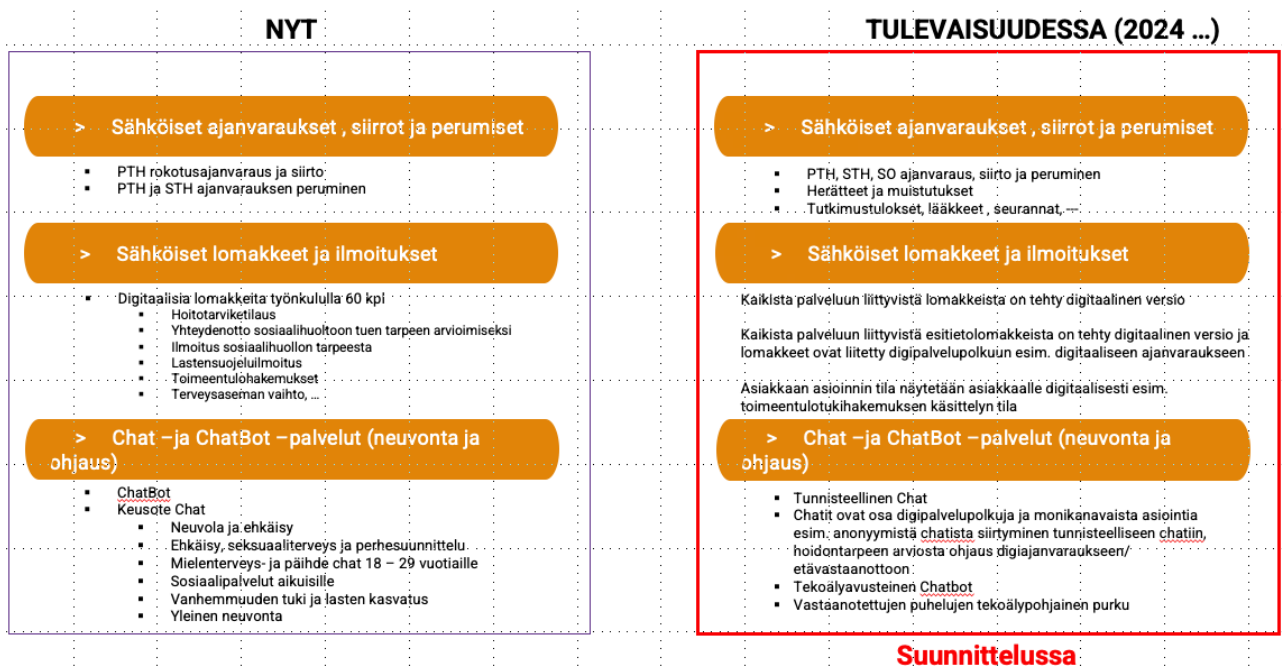 NYT
> Sähköiset ajanvaraukset , siirrot ja perumiset
▪ PTH rokotusajanvaraus ja siirto
▪ PTH ja STH ajanvarauksen peruminen
> Sähköiset lomakkeet ja ilmoitukset
▪ Digitaalisia lomakkeita työnkululla 60 kpl
▪ Hoitotarviketilaus
▪ Yhteydenotto sosiaalihuoltoon tuen tarpeen arvioimiseksi
▪ Ilmoitus sosiaalihuollon tarpeesta
▪ Lastensuojeluilmoitus
▪ Toimeentulohakemukset
▪ Terveysaseman vaihto, ...
> Chat –ja ChatBot –palvelut (neuvonta ja
ohjaus)
▪ ChatBot
▪ Keusote Chat
▪ Neuvola ja ehkäisy
▪ Ehkäisy, seksuaaliterveys ja perhesuunnittelu
▪ Mielenterveys- ja päihde chat 18 – 29 vuotiaille
▪ Sosiaalipalvelut aikuisille
▪ Vanhemmuuden tuki ja lasten kasvatus
▪ Yleinen neuvonta
TULEVAISUUDESSA (2024 ...)
> Sähköiset ajanvaraukset , siirrot ja perumiset
▪ PTH, STH, SO ajanvaraus, siirto ja peruminen
▪ Herätteet ja muistutukset
▪ Tutkimustulokset, lääkkeet , seurannat, ---
> Sähköiset lomakkeet ja ilmoitukset
Kaikista palveluun liittyvistä lomakkeista on tehty digitaalinen versio
Kaikista palveluun liittyvistä esitietolomakkeista on tehty digitaalinen versio ja
lomakkeet ovat liitetty digipalvelupolkuun esim. digitaaliseen ajanvaraukseen
Asiakkaan asioinnin tila näytetään asiakkaalle digitaalisesti esim.
toimeentulotukihakemuksen käsittelyn tila
> Chat –ja ChatBot –palvelut (neuvonta ja
ohjaus)
▪ Tunnisteellinen Chat
▪ Chatit ovat osa digipalvelupolkuja ja monikanavaista asiointia
esim. anonyymistä chatista siirtyminen tunnisteelliseen chatiin,
hoidontarpeen arviosta ohjaus digiajanvaraukseen/
etävastaanottoon
▪ Tekoälyavusteinen Chatbot
▪ Vastaanotettujen puhelujen tekoälypohjainen purku
Suunnittelussa